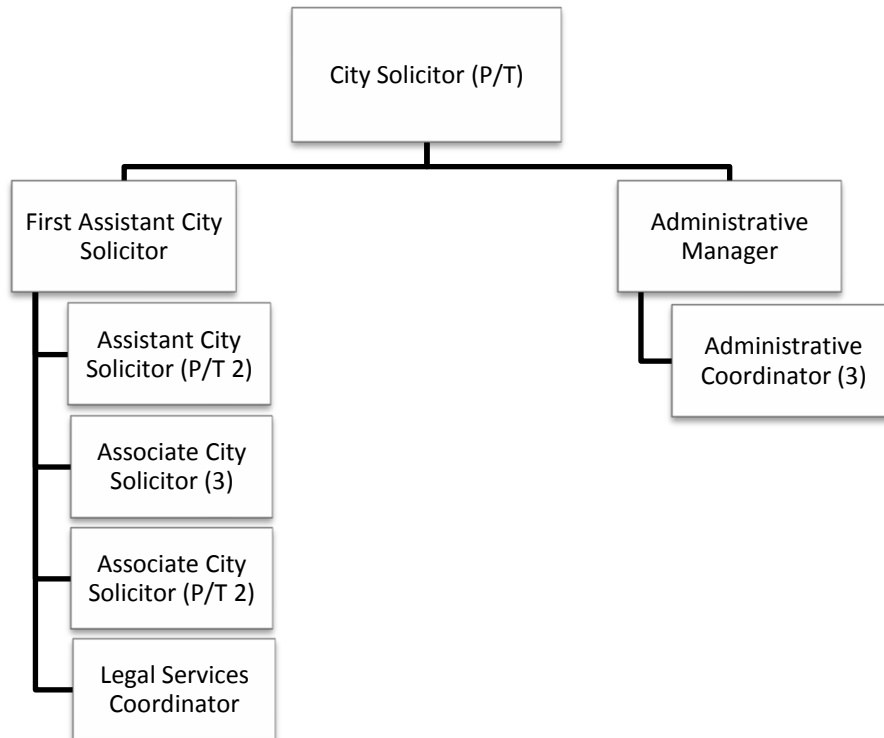 City Solicitor (P/T)
First Assistant City
Solicitor
Administrative
Manager
Assistant City
Solicitor (P/T 2)
Administrative
Coordinator (3)
Associate City
Solicitor (3)
Associate City
Solicitor (P/T 2)
Legal Services
Coordinator